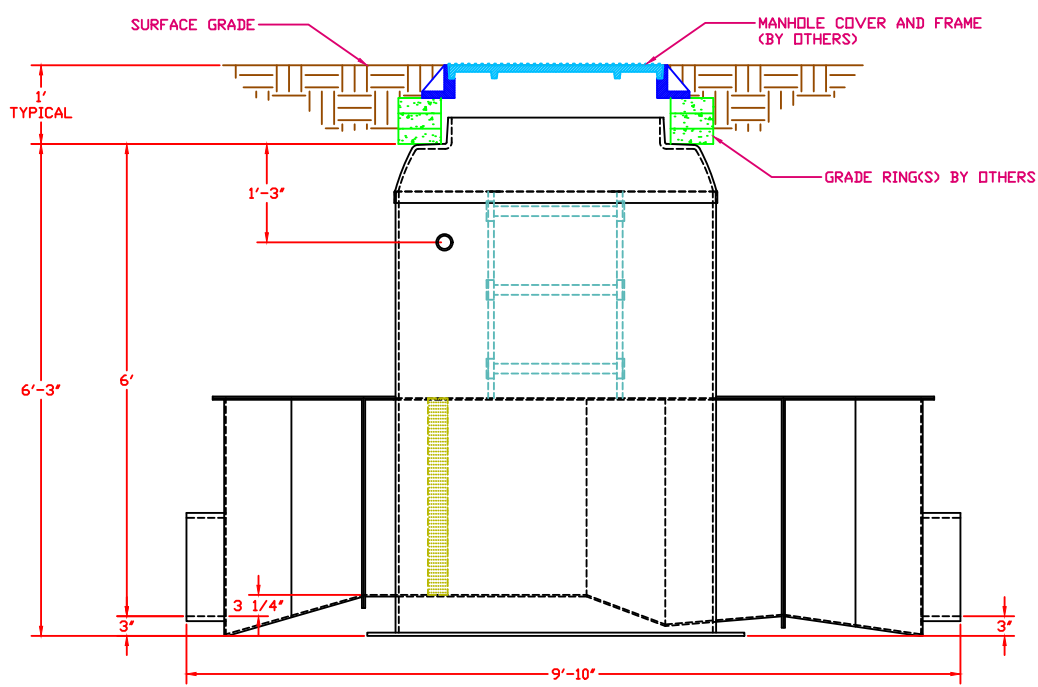 SURFACE GRADE
MANHOLE COVER AND FRAME
(BY OTHERS)
1'
TYPICAL
GRADE RING(S) BY OTHERS
1'-3"
6'-3"
6'
3 1/4"
3"
3"
9'-10"